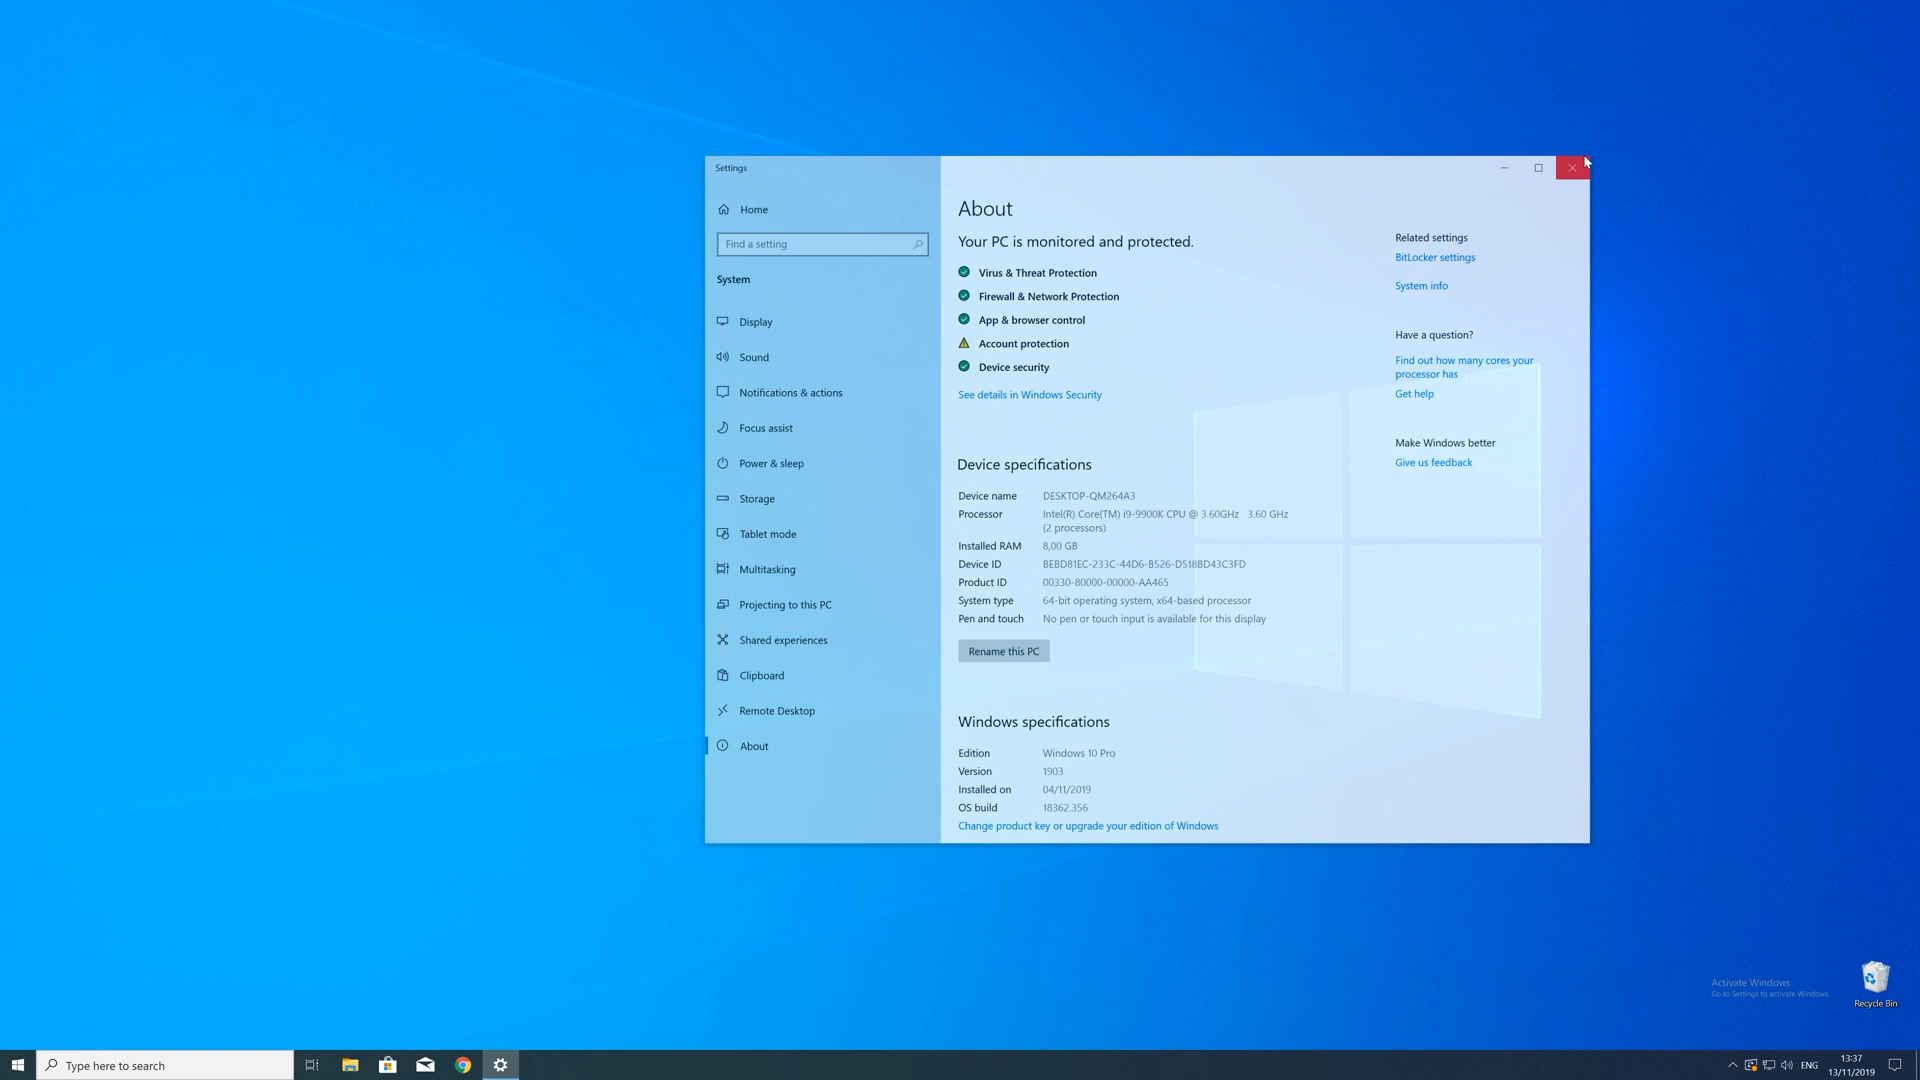 Settings
Home
Find a setting
System
Display
Sound
Notifications & actions
Focus assist
Power & sleep
Storage
Tablet mode
Multitasking
Projecting to this PC
Shared experiences
Clipboard
Remote Desktop
About
About
Your PC is monitored and protected.
Virus & Threat Protection
Firewall & Network Protection
App & browser control
Account protection
Device security
See details in Windows Security
Device specifications
Device name DESKTOP-QM264A3
Processor Intel(R) Core(TM) i9-9900K CPU @ 3.60GHz 3.60 GHz
(2 processors)
Installed RAM 8,00 GB
Device ID BEBD81EC-233C-44D6-B526-D518BD43C3FD
Product ID 00330-80000-00000-AA465
System type 64-bit operating system, x64-based processor
Pen and touch No pen or touch input is available for this display
Rename this PC
Windows specifications
Edition Windows 10 Pro
Version 1903
Installed on 04/11/2019
OS build 18362.356
Change product key or upgrade your edition of Windows
Related settings
BitLocker settings
System info
Have a question?
Find out how many cores your
processor has
Get help
Make Windows better
Give us feedback
Activate Windows
Go to Settings to activate Windows.
Recycle Bin
Type here to search
ENG
13:37
13/11/2019